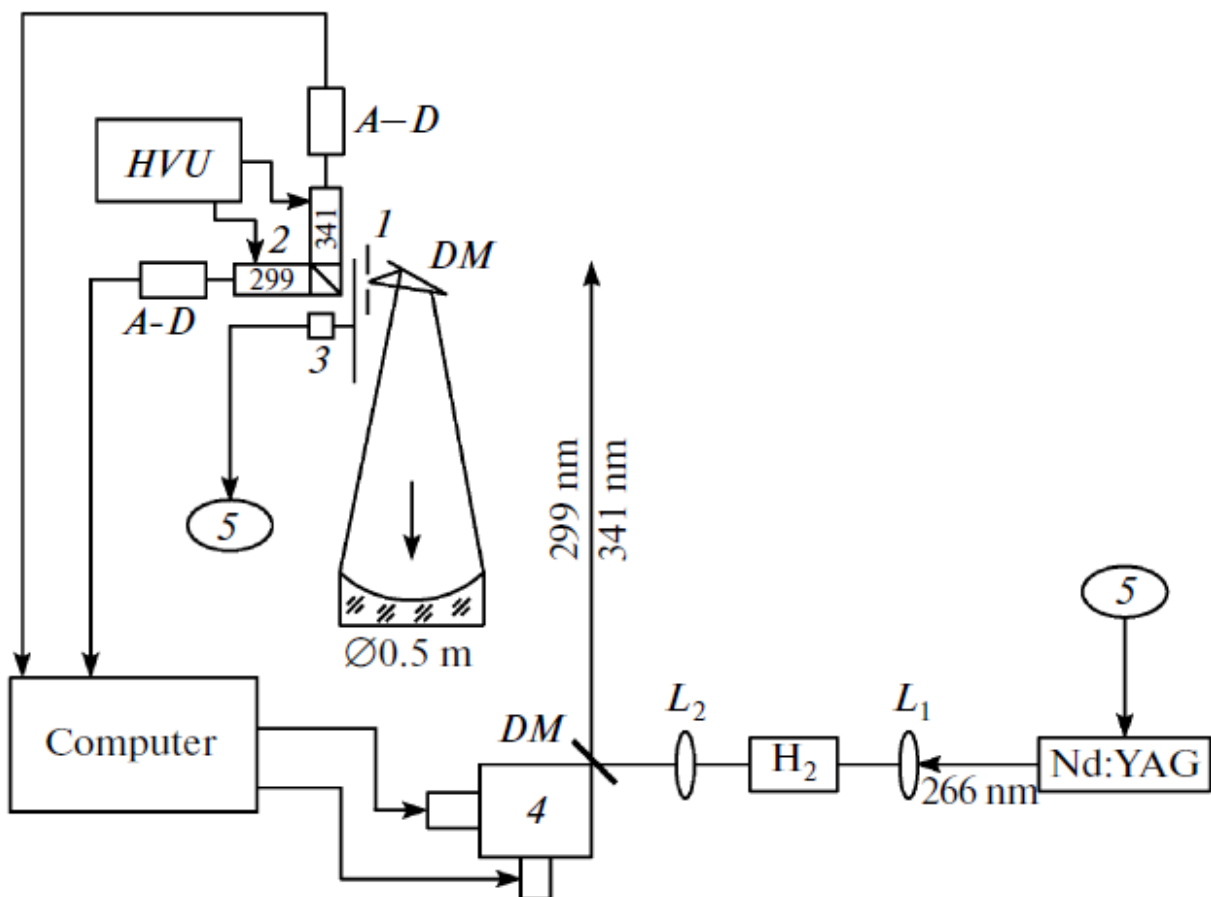 A–D
HVU
341
2
1
DM
299
A-D
3
5
299 nm
341 nm
5
∅0.5 m
Computer
DM
L₂
L₁
H₂
Nd:YAG
266 nm
4